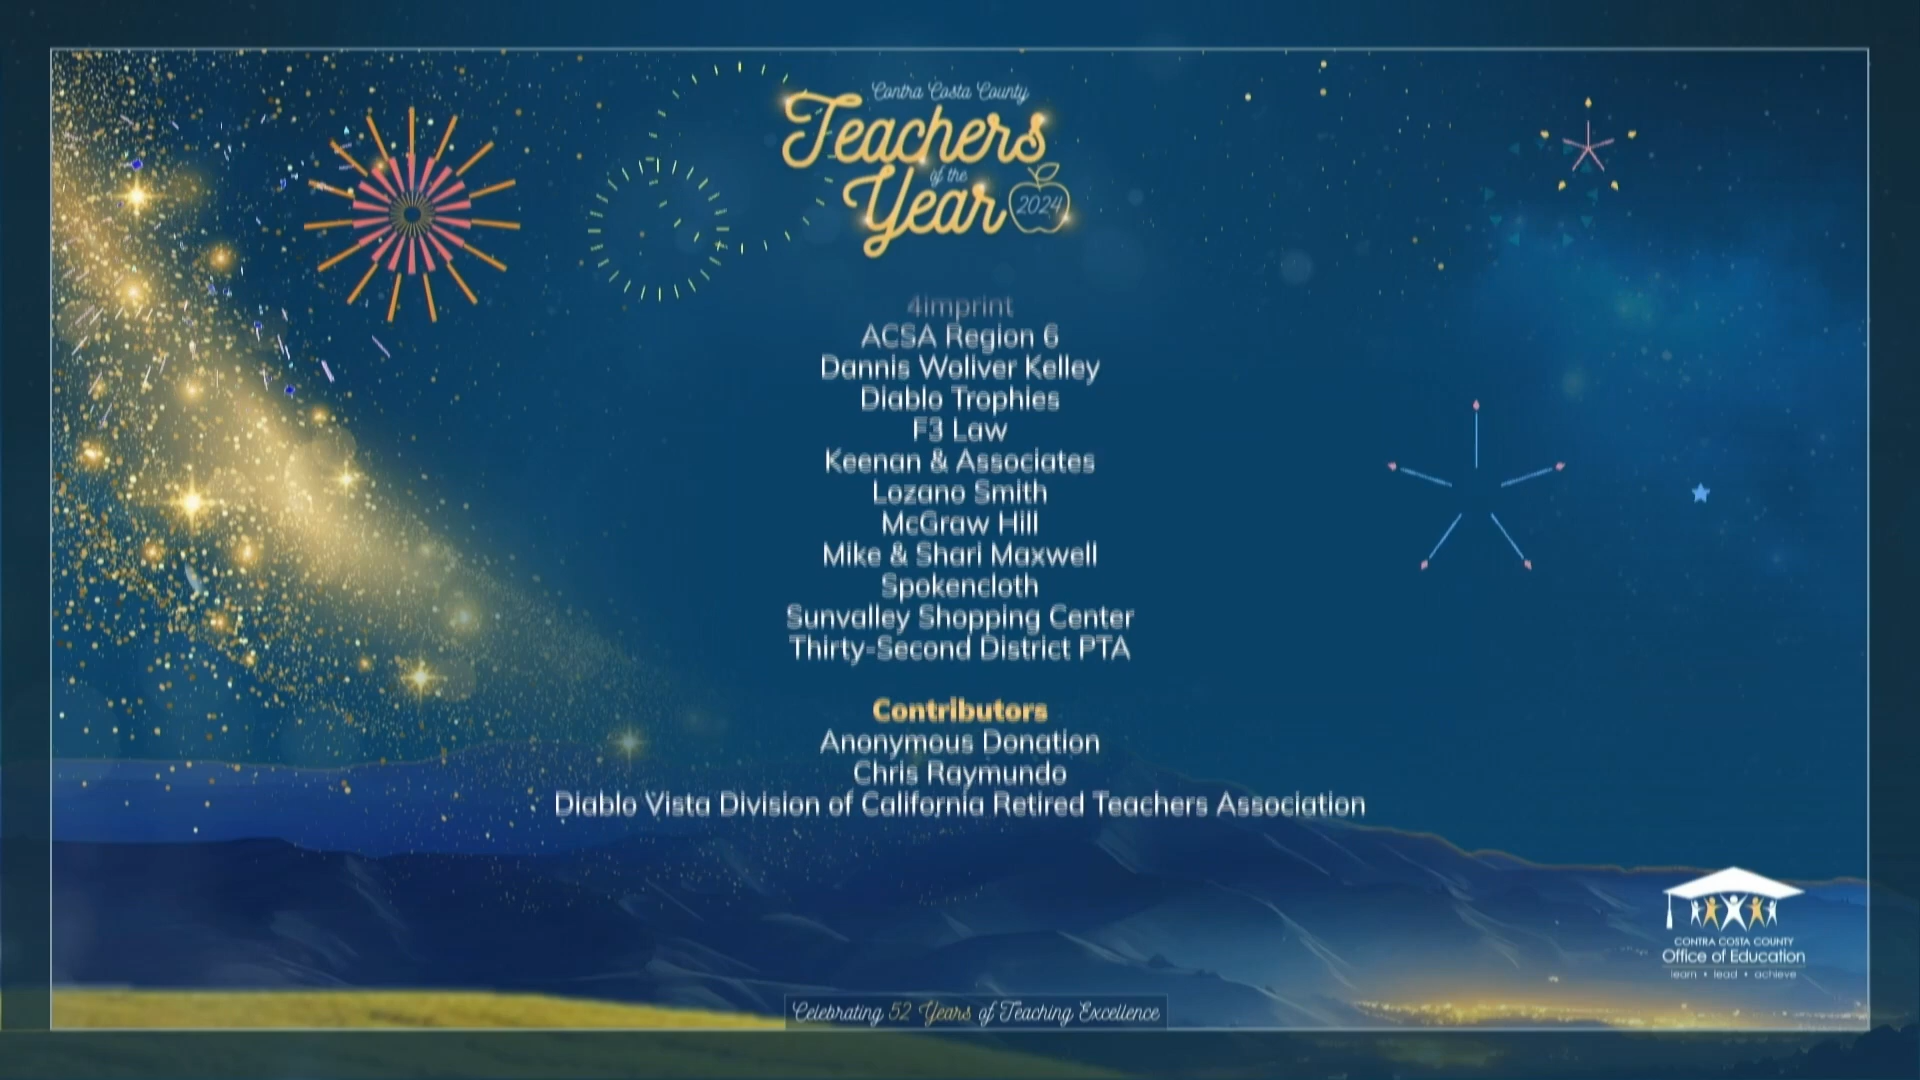 Contra Costa County
Teachers
of the
Year
2024
4imprint
ACSA Region 6
Dannis Woliver Kelley
Diablo Trophies
F3 Law
Keenan & Associates
Lozano Smith
McGraw Hill
Mike & Shari Maxwell
Spokencloth
Sunvalley Shopping Center
Thirty-Second District PTA
Contributors
Anonymous Donation
Chris Raymundo
Diablo Vista Division of California Retired Teachers Association
CONTRA COSTA COUNTY
Office of Education
learn • lead • achieve
Celebrating 52 Years of Teaching Excellence